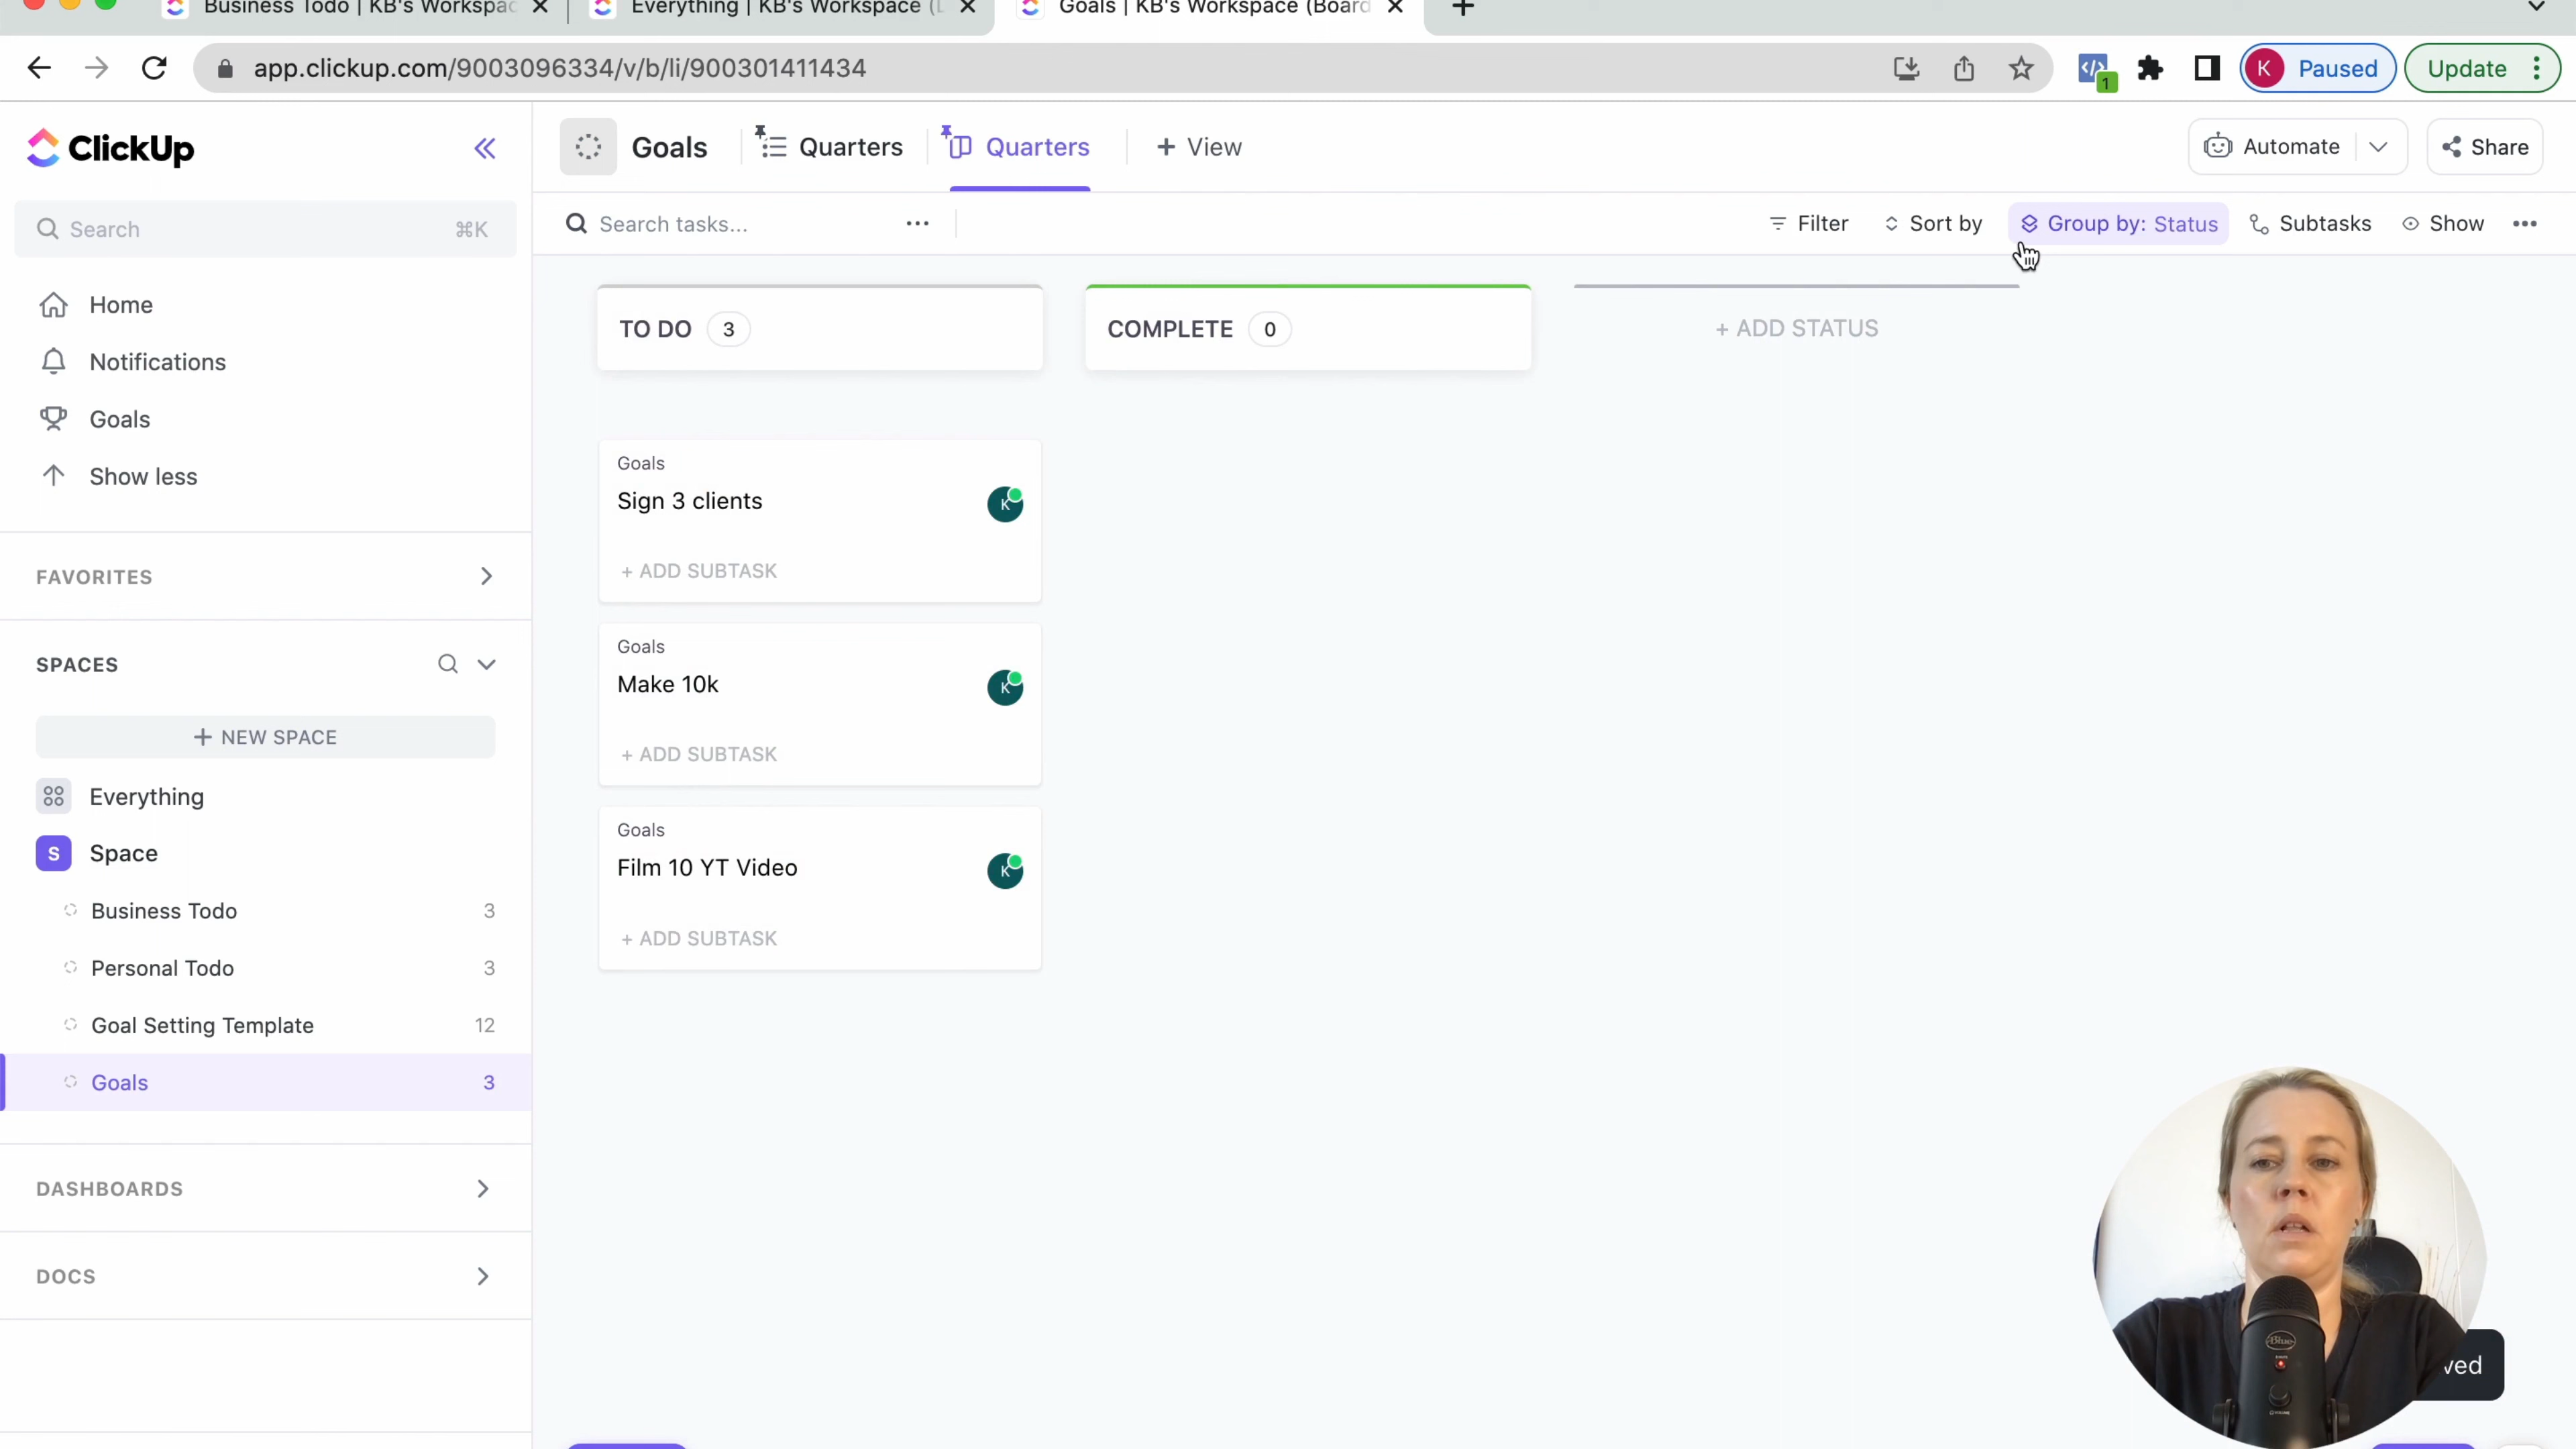 Business Todo | KB's Workspac
Everything | KB's Workspace (L
Goals | KB's Workspace (Board
app.clickup.com/9003096334/v/b/li/900301411434
1
K
Paused
Update
ClickUp
Goals
Quarters
Quarters
+ View
Automate
Share
Search
⌘K
Search tasks...
Filter
Sort by
Group by: Status
Subtasks
Show
Home
Notifications
Goals
Show less
FAVORITES
SPACES
+ NEW SPACE
Everything
S Space
Business Todo 3
Personal Todo 3
Goal Setting Template 12
Goals 3
DASHBOARDS
DOCS
TO DO 3
COMPLETE 0
+ ADD STATUS
Goals
Sign 3 clients
K
+ ADD SUBTASK
Goals
Make 10k
K
+ ADD SUBTASK
Goals
Film 10 YT Video
K
+ ADD SUBTASK
Blue
ved